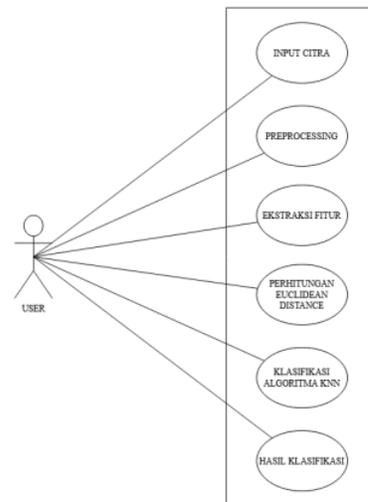 INPUT CITRA
PREPROCESSING
EKSTRAKSI FITUR
USER
PERHITUNGAN
EUCLIDEAN
DISTANCE
KLASIFIKASI
ALGORITMA KNN
HASIL KLASIFIKASI